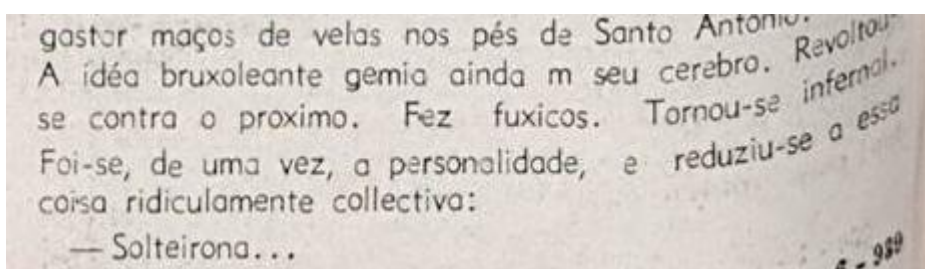 gastar maços de velas nos pés de Santo Antonio.
A idéa bruxoleante gemia ainda m seu cerebro. Revoltou-
se contra o proximo. Fez fuxicos. Tornou-se infernal.
Foi-se, de uma vez, a personalidade, e reduziu-se a essa
coisa ridiculamente collectiva:
— Solteirona...